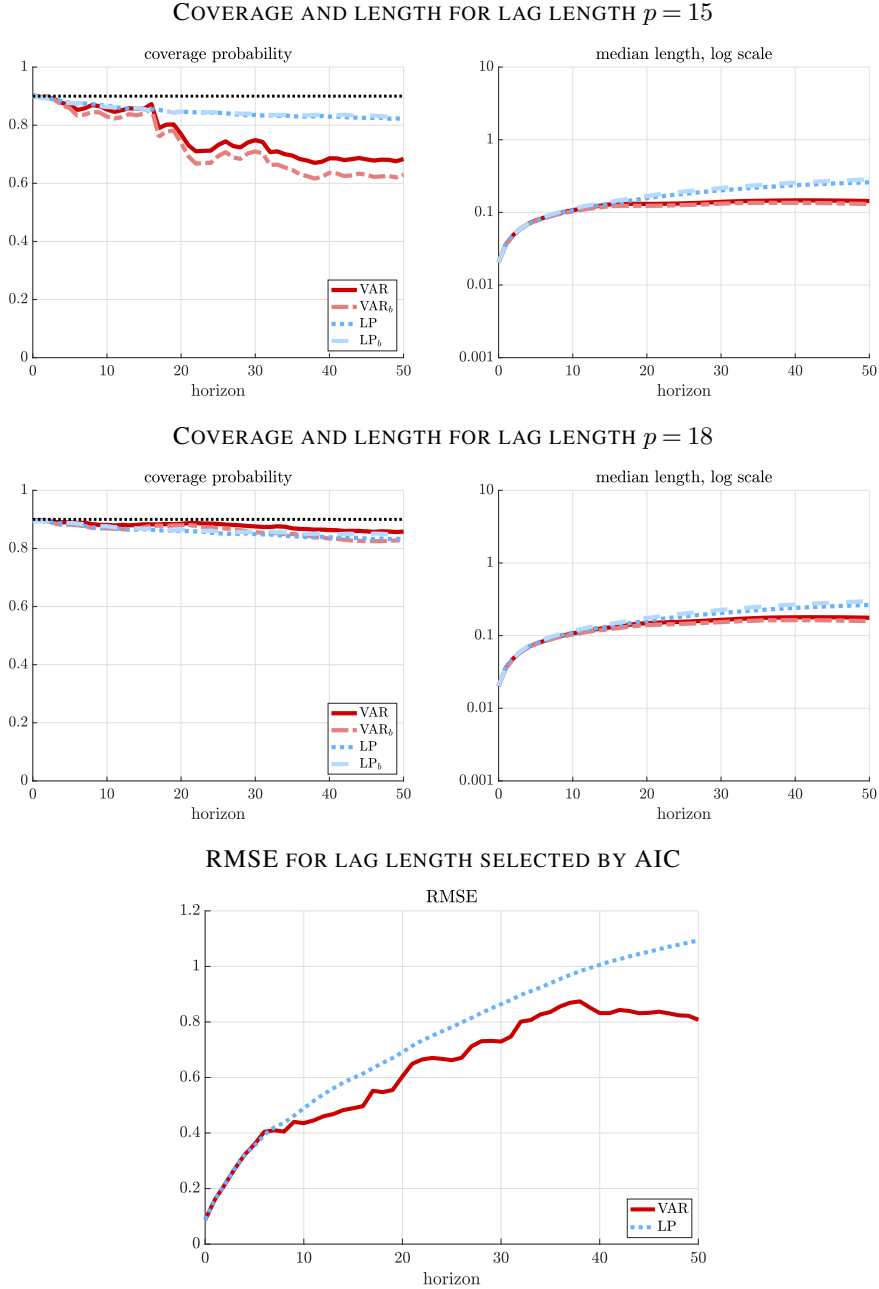 COVERAGE AND LENGTH FOR LAG LENGTH p = 15
coverage probability
1
0.8
0.6
0.4
0.2
0
0 10 20 30 40 50
horizon
VAR
VAR_b
LP
LP_b
median length, log scale
10
1
0.1
0.01
0.001
0 10 20 30 40 50
horizon
COVERAGE AND LENGTH FOR LAG LENGTH p = 18
coverage probability
1
0.8
0.6
0.4
0.2
0
0 10 20 30 40 50
horizon
VAR
VAR_b
LP
LP_b
median length, log scale
10
1
0.1
0.01
0.001
0 10 20 30 40 50
horizon
RMSE FOR LAG LENGTH SELECTED BY AIC
RMSE
1.2
1
0.8
0.6
0.4
0.2
0
0 10 20 30 40 50
horizon
VAR
LP